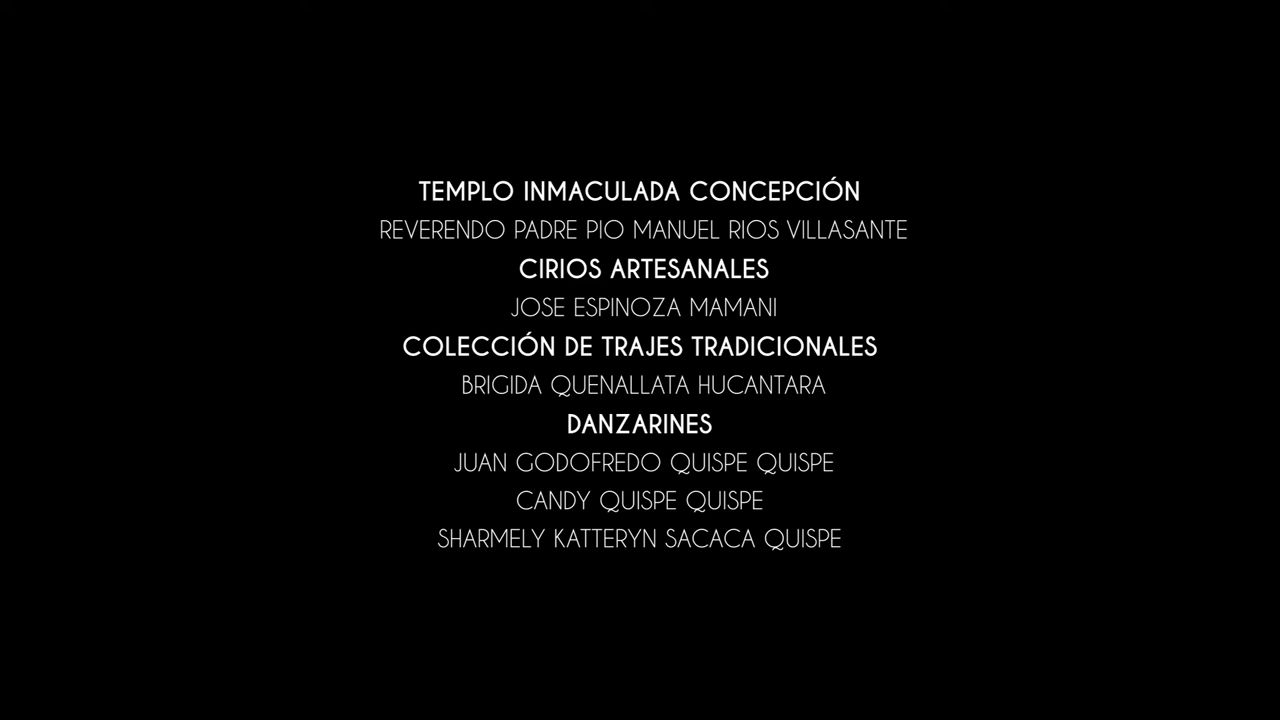 TEMPLO INMACULADA CONCEPCIÓN
REVERENDO PADRE PIO MANUEL RIOS VILLASANTE
CIRIOS ARTESANALES
JOSE ESPINOZA MAMANI
COLECCIÓN DE TRAJES TRADICIONALES
BRIGIDA QUENALLATA HUCANTARA
DANZARINES
JUAN GODOFREDO QUISPE QUISPE
CANDY QUISPE QUISPE
SHARMELY KATTERYN SACACA QUISPE